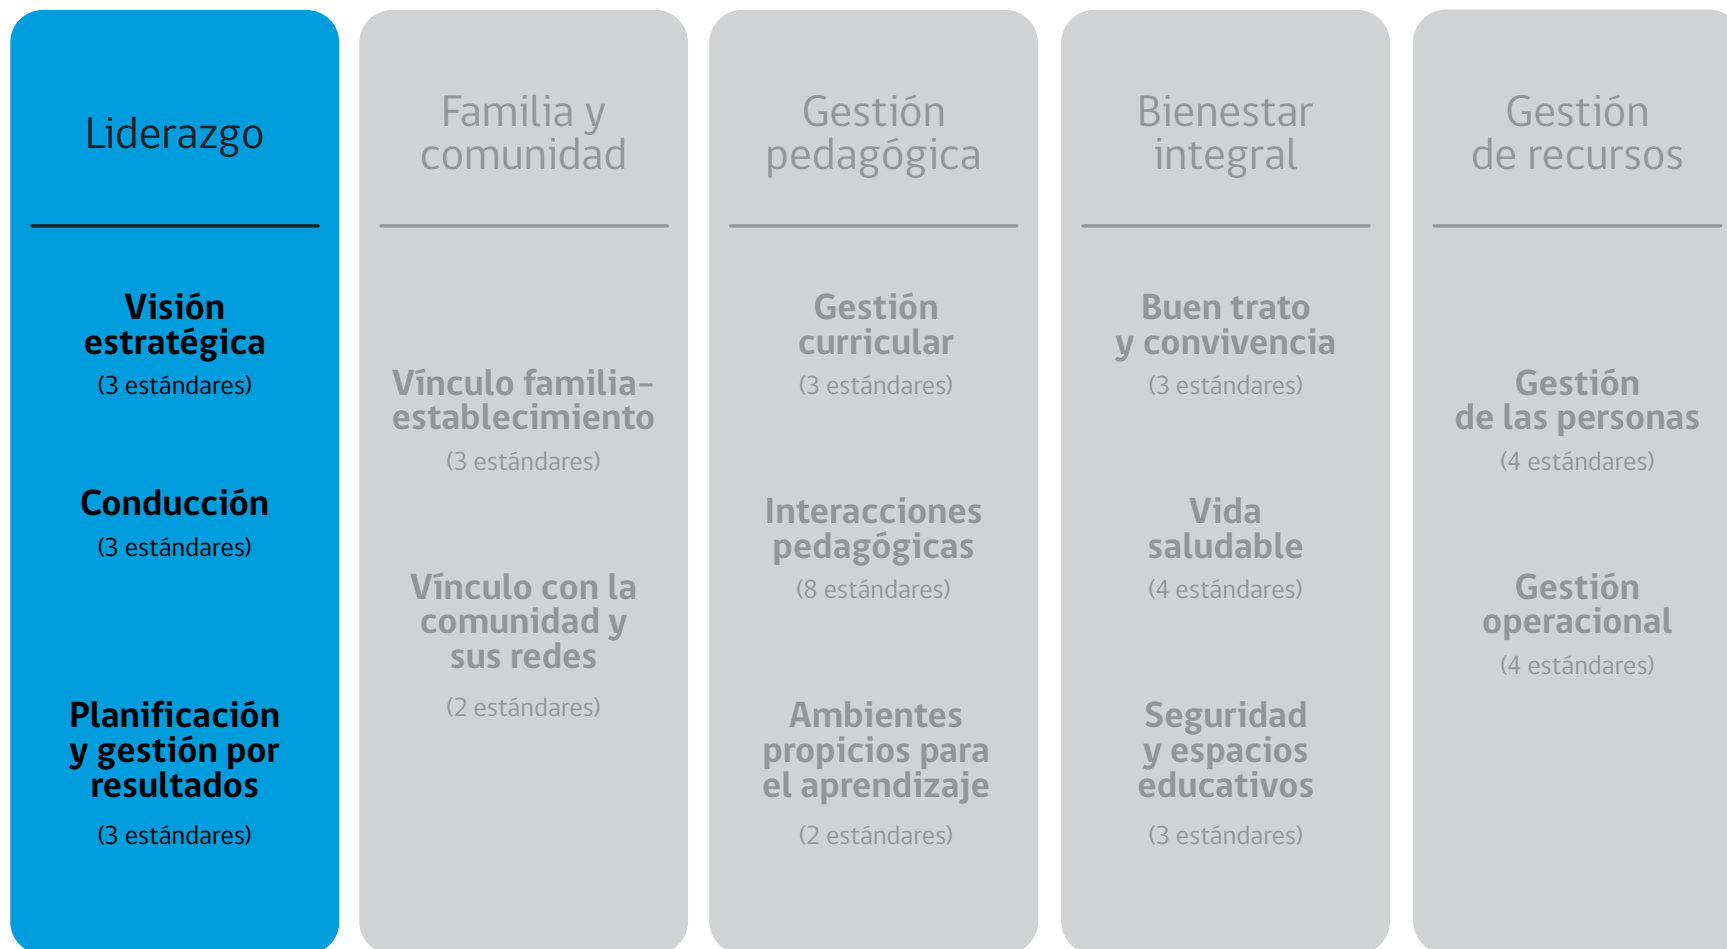 Liderazgo
Visión
estratégica
(3 estándares)
Conducción
(3 estándares)
Planificación
y gestión por
resultados
(3 estándares)
Familia y
comunidad
Vínculo familia–
establecimiento
(3 estándares)
Vínculo con la
comunidad y
sus redes
(2 estándares)
Gestión
pedagógica
Gestión
curricular
(3 estándares)
Interacciones
pedagógicas
(8 estándares)
Ambientes
propicios para
el aprendizaje
(2 estándares)
Bienestar
integral
Buen trato
y convivencia
(3 estándares)
Vida
saludable
(4 estándares)
Seguridad
y espacios
educativos
(3 estándares)
Gestión
de recursos
Gestión
de las personas
(4 estándares)
Gestión
operacional
(4 estándares)